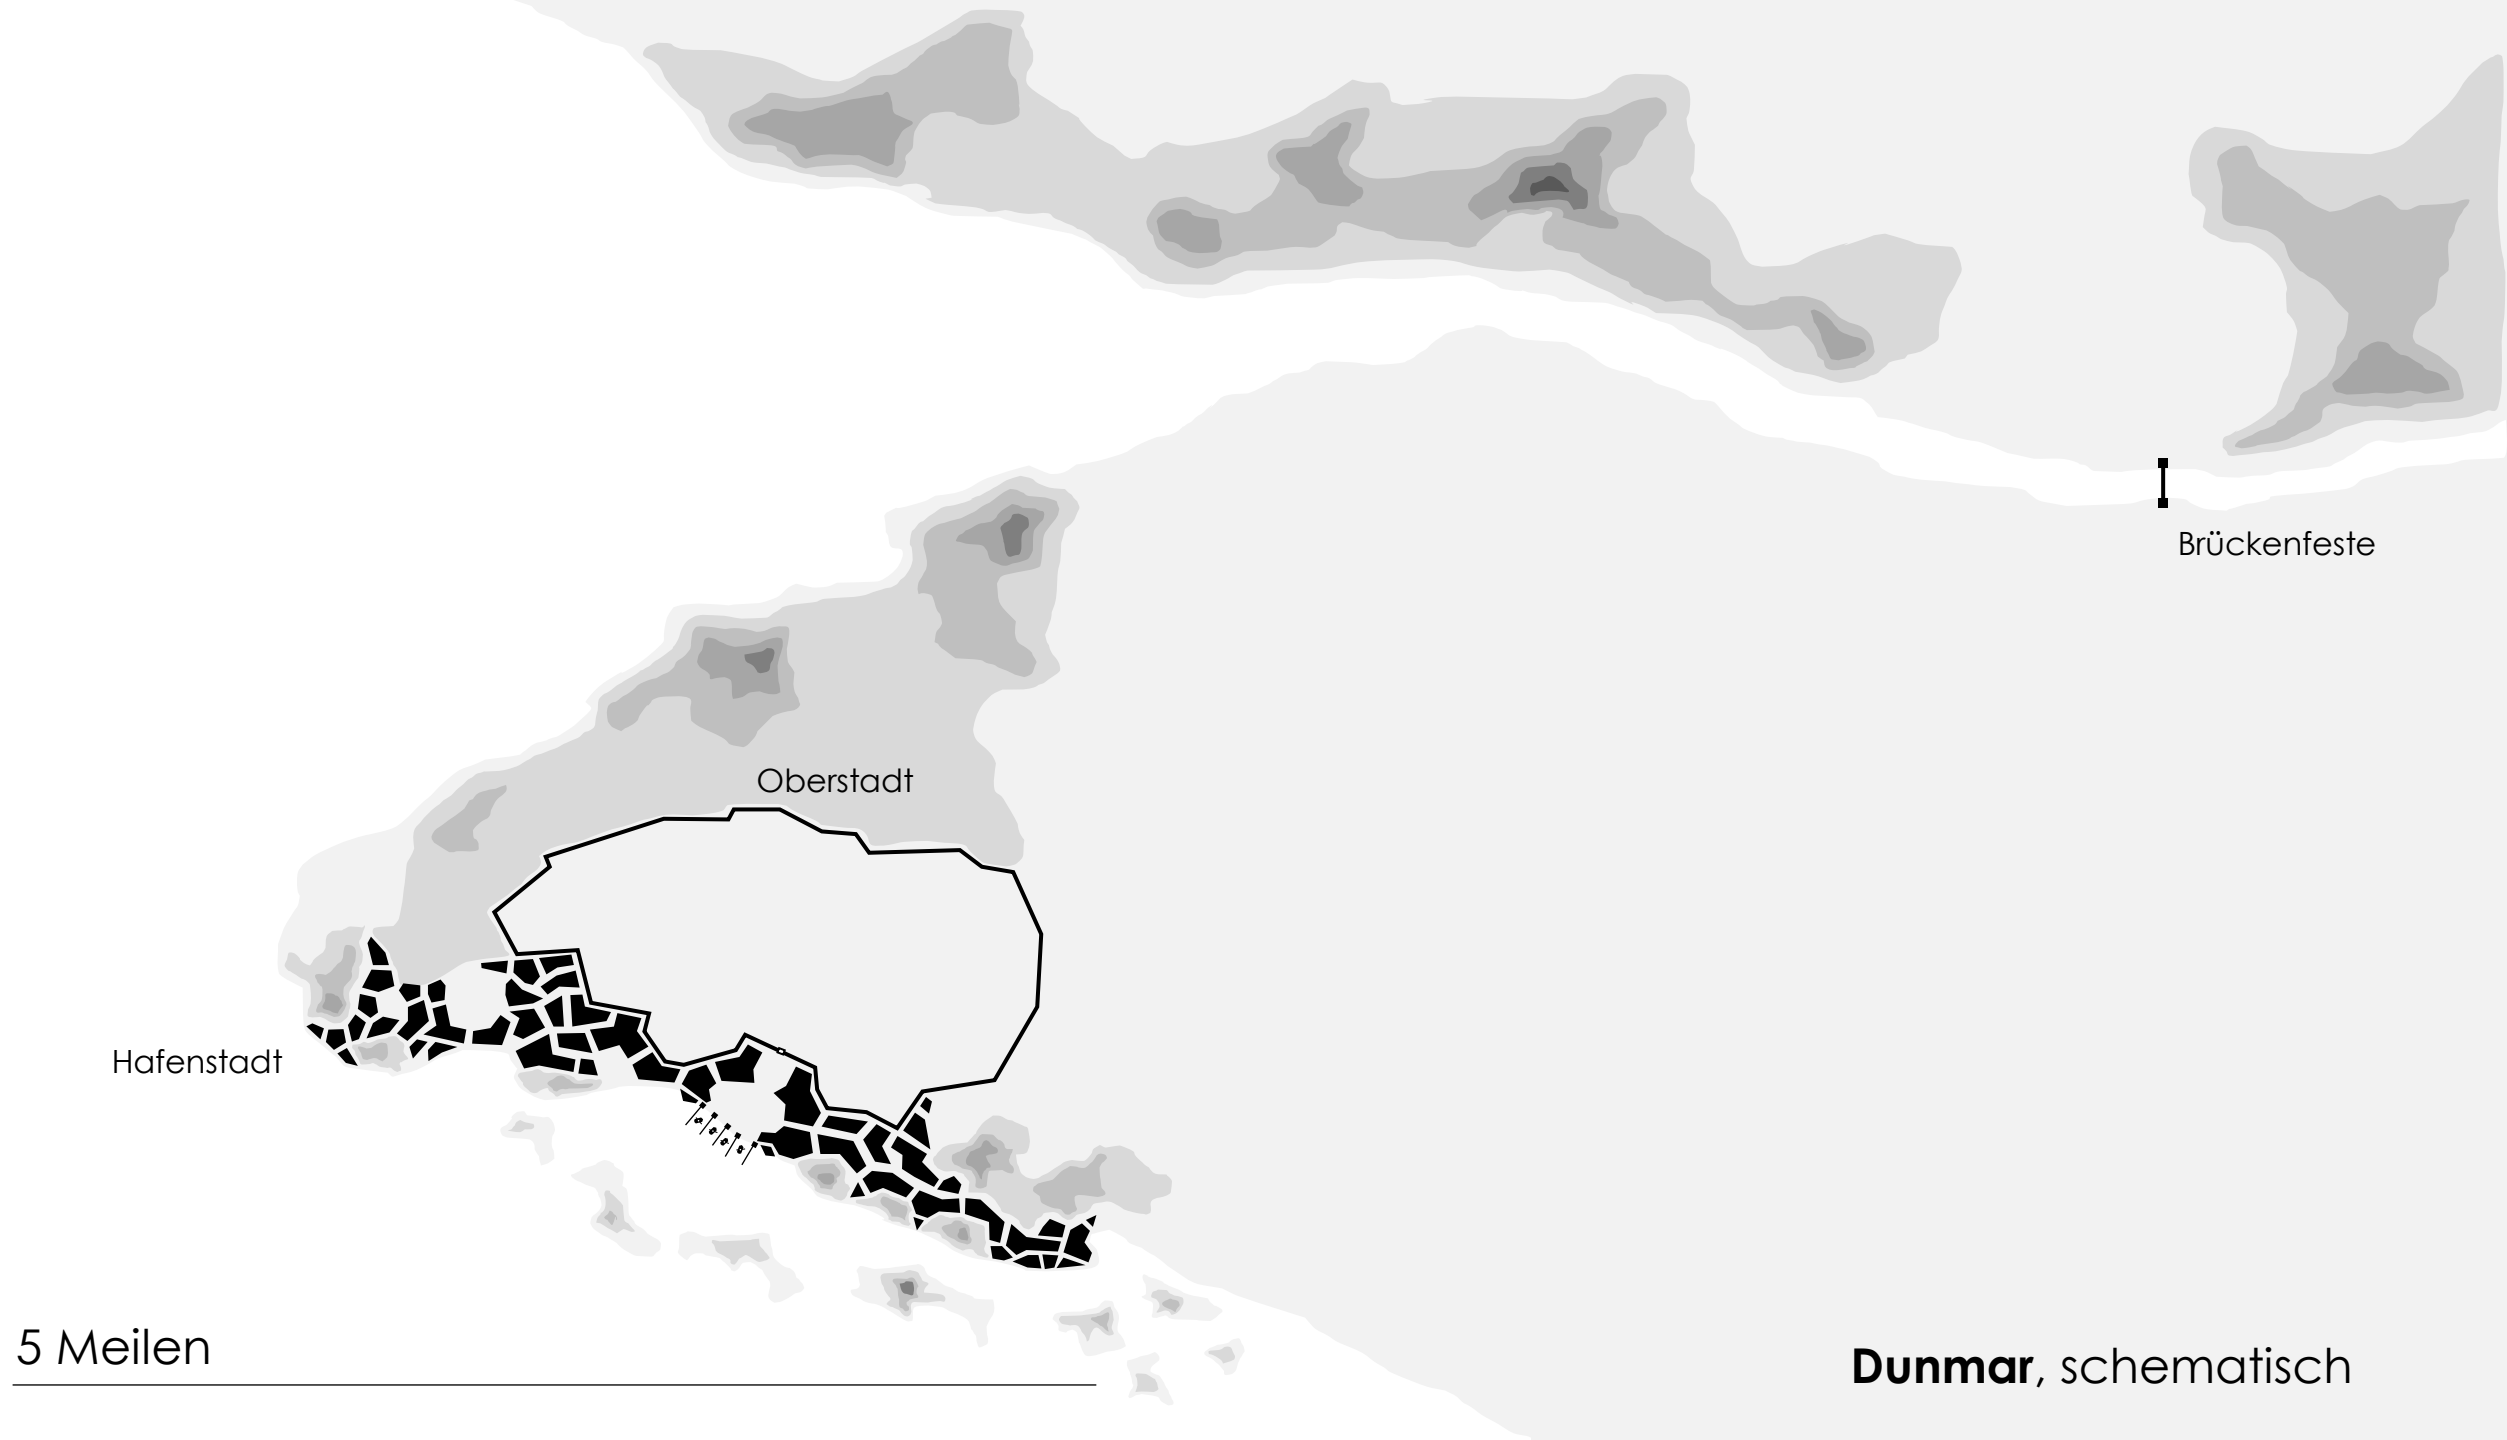 Brückenfeste
Oberstadt
Hafenstadt
5 Meilen
Dunmar, schematisch